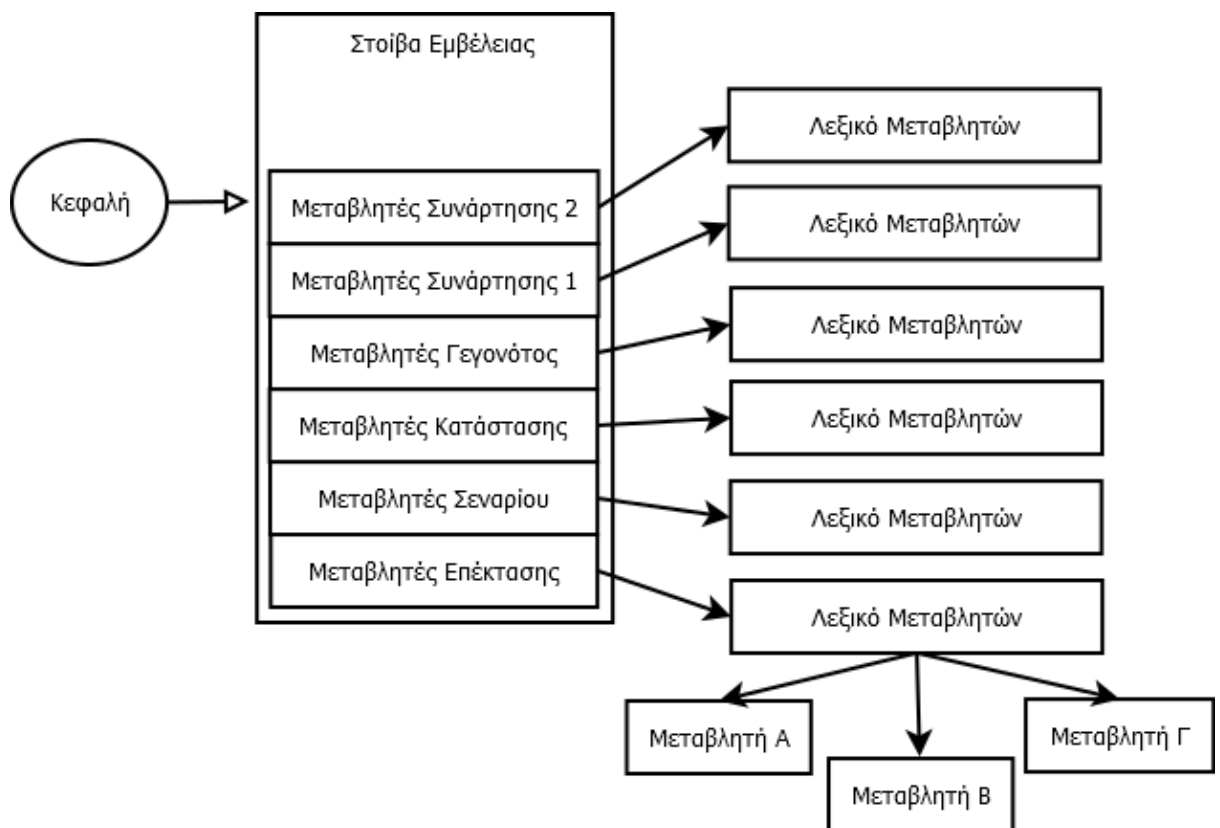 Στοίβα Εμβέλειας
Κεφαλή
Μεταβλητές Συνάρτησης 2
Μεταβλητές Συνάρτησης 1
Μεταβλητές Γεγονότος
Μεταβλητές Κατάστασης
Μεταβλητές Σεναρίου
Μεταβλητές Επέκτασης
Λεξικό Μεταβλητών
Λεξικό Μεταβλητών
Λεξικό Μεταβλητών
Λεξικό Μεταβλητών
Λεξικό Μεταβλητών
Λεξικό Μεταβλητών
Μεταβλητή Α
Μεταβλητή Β
Μεταβλητή Γ